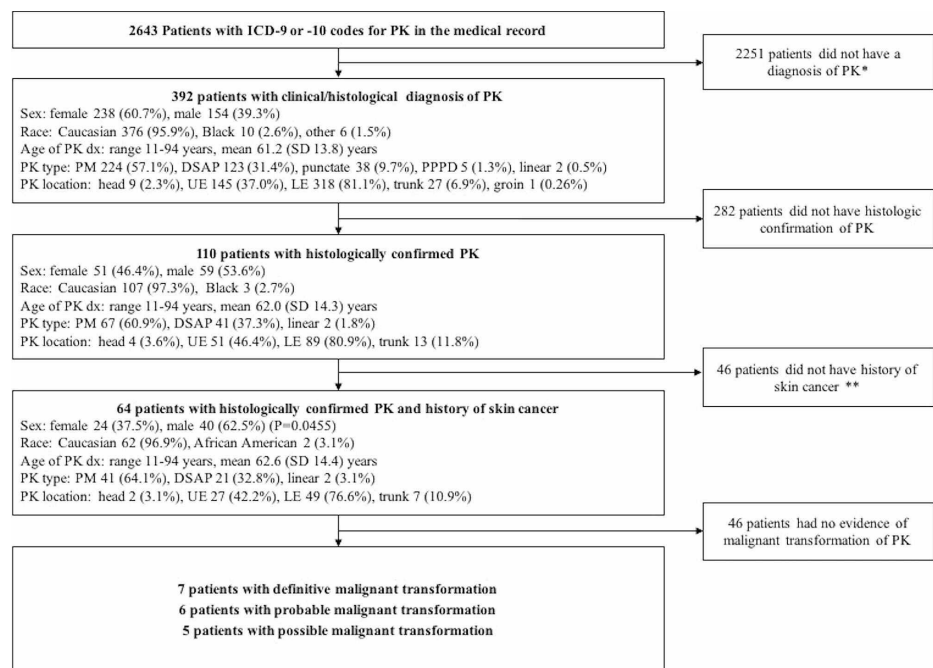 2643 Patients with ICD-9 or -10 codes for PK in the medical record
2251 patients did not have a
diagnosis of PK*
392 patients with clinical/histological diagnosis of PK
Sex: female 238 (60.7%), male 154 (39.3%)
Race: Caucasian 376 (95.9%), Black 10 (2.6%), other 6 (1.5%)
Age of PK dx: range 11-94 years, mean 61.2 (SD 13.8) years
PK type: PM 224 (57.1%), DSAP 123 (31.4%), punctate 38 (9.7%), PPPD 5 (1.3%), linear 2 (0.5%)
PK location: head 9 (2.3%), UE 145 (37.0%), LE 318 (81.1%), trunk 27 (6.9%), groin 1 (0.26%)
282 patients did not have histologic
confirmation of PK
110 patients with histologically confirmed PK
Sex: female 51 (46.4%), male 59 (53.6%)
Race: Caucasian 107 (97.3%), Black 3 (2.7%)
Age of PK dx: range 11-94 years, mean 62.0 (SD 14.3) years
PK type: PM 67 (60.9%), DSAP 41 (37.3%), linear 2 (1.8%)
PK location: head 4 (3.6%), UE 51 (46.4%), LE 89 (80.9%), trunk 13 (11.8%)
46 patients did not have history of
skin cancer **
64 patients with histologically confirmed PK and history of skin cancer
Sex: female 24 (37.5%), male 40 (62.5%) (P=0.0455)
Race: Caucasian 62 (96.9%), African American 2 (3.1%)
Age of PK dx: range 11-94 years, mean 62.6 (SD 14.4) years
PK type: PM 41 (64.1%), DSAP 21 (32.8%), linear 2 (3.1%)
PK location: head 2 (3.1%), UE 27 (42.2%), LE 49 (76.6%), trunk 7 (10.9%)
46 patients had no evidence of
malignant transformation of PK
7 patients with definitive malignant transformation
6 patients with probable malignant transformation
5 patients with possible malignant transformation